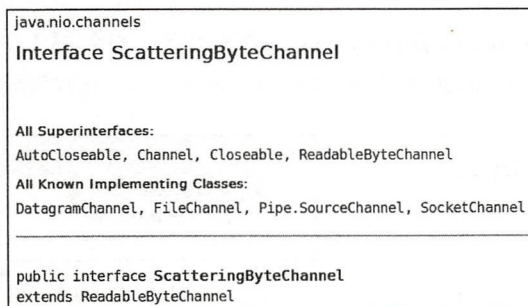 java.nio.channels
Interface ScatteringByteChannel
All Superinterfaces:
AutoCloseable, Channel, Closeable, ReadableByteChannel
All Known Implementing Classes:
DatagramChannel, FileChannel, Pipe.SourceChannel, SocketChannel
public interface ScatteringByteChannel
extends ReadableByteChannel